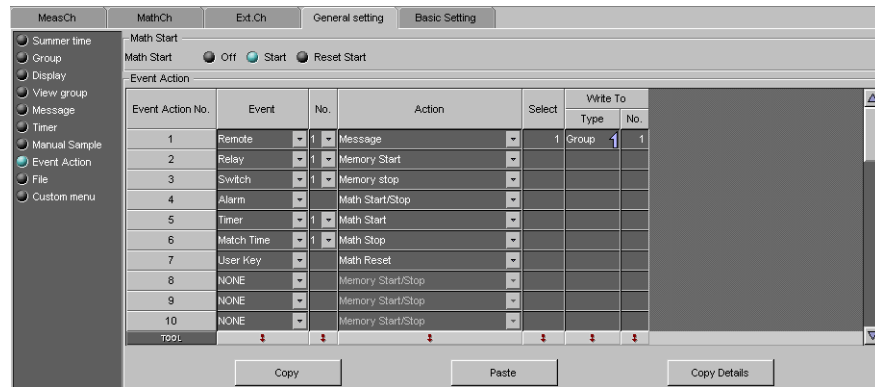 MeasCh MathCh Ext.Ch General setting Basic Setting
Summer time
Group
Display
View group
Message
Timer
Manual Sample
Event Action
File
Custom menu
Math Start
Math Start Off Start Reset Start
Event Action
Event Action No. Event No. Action Select Write To
Type No.
1 Remote 1 Message 1 Group 1
2 Relay 1 Memory Start
3 Switch 1 Memory stop
4 Alarm Math Start/Stop
5 Timer 1 Math Start
6 Match Time 1 Math Stop
7 User Key Math Reset
8 NONE Memory Start/Stop
9 NONE Memory Start/Stop
10 NONE Memory Start/Stop
TOOL
Copy Paste Copy Details